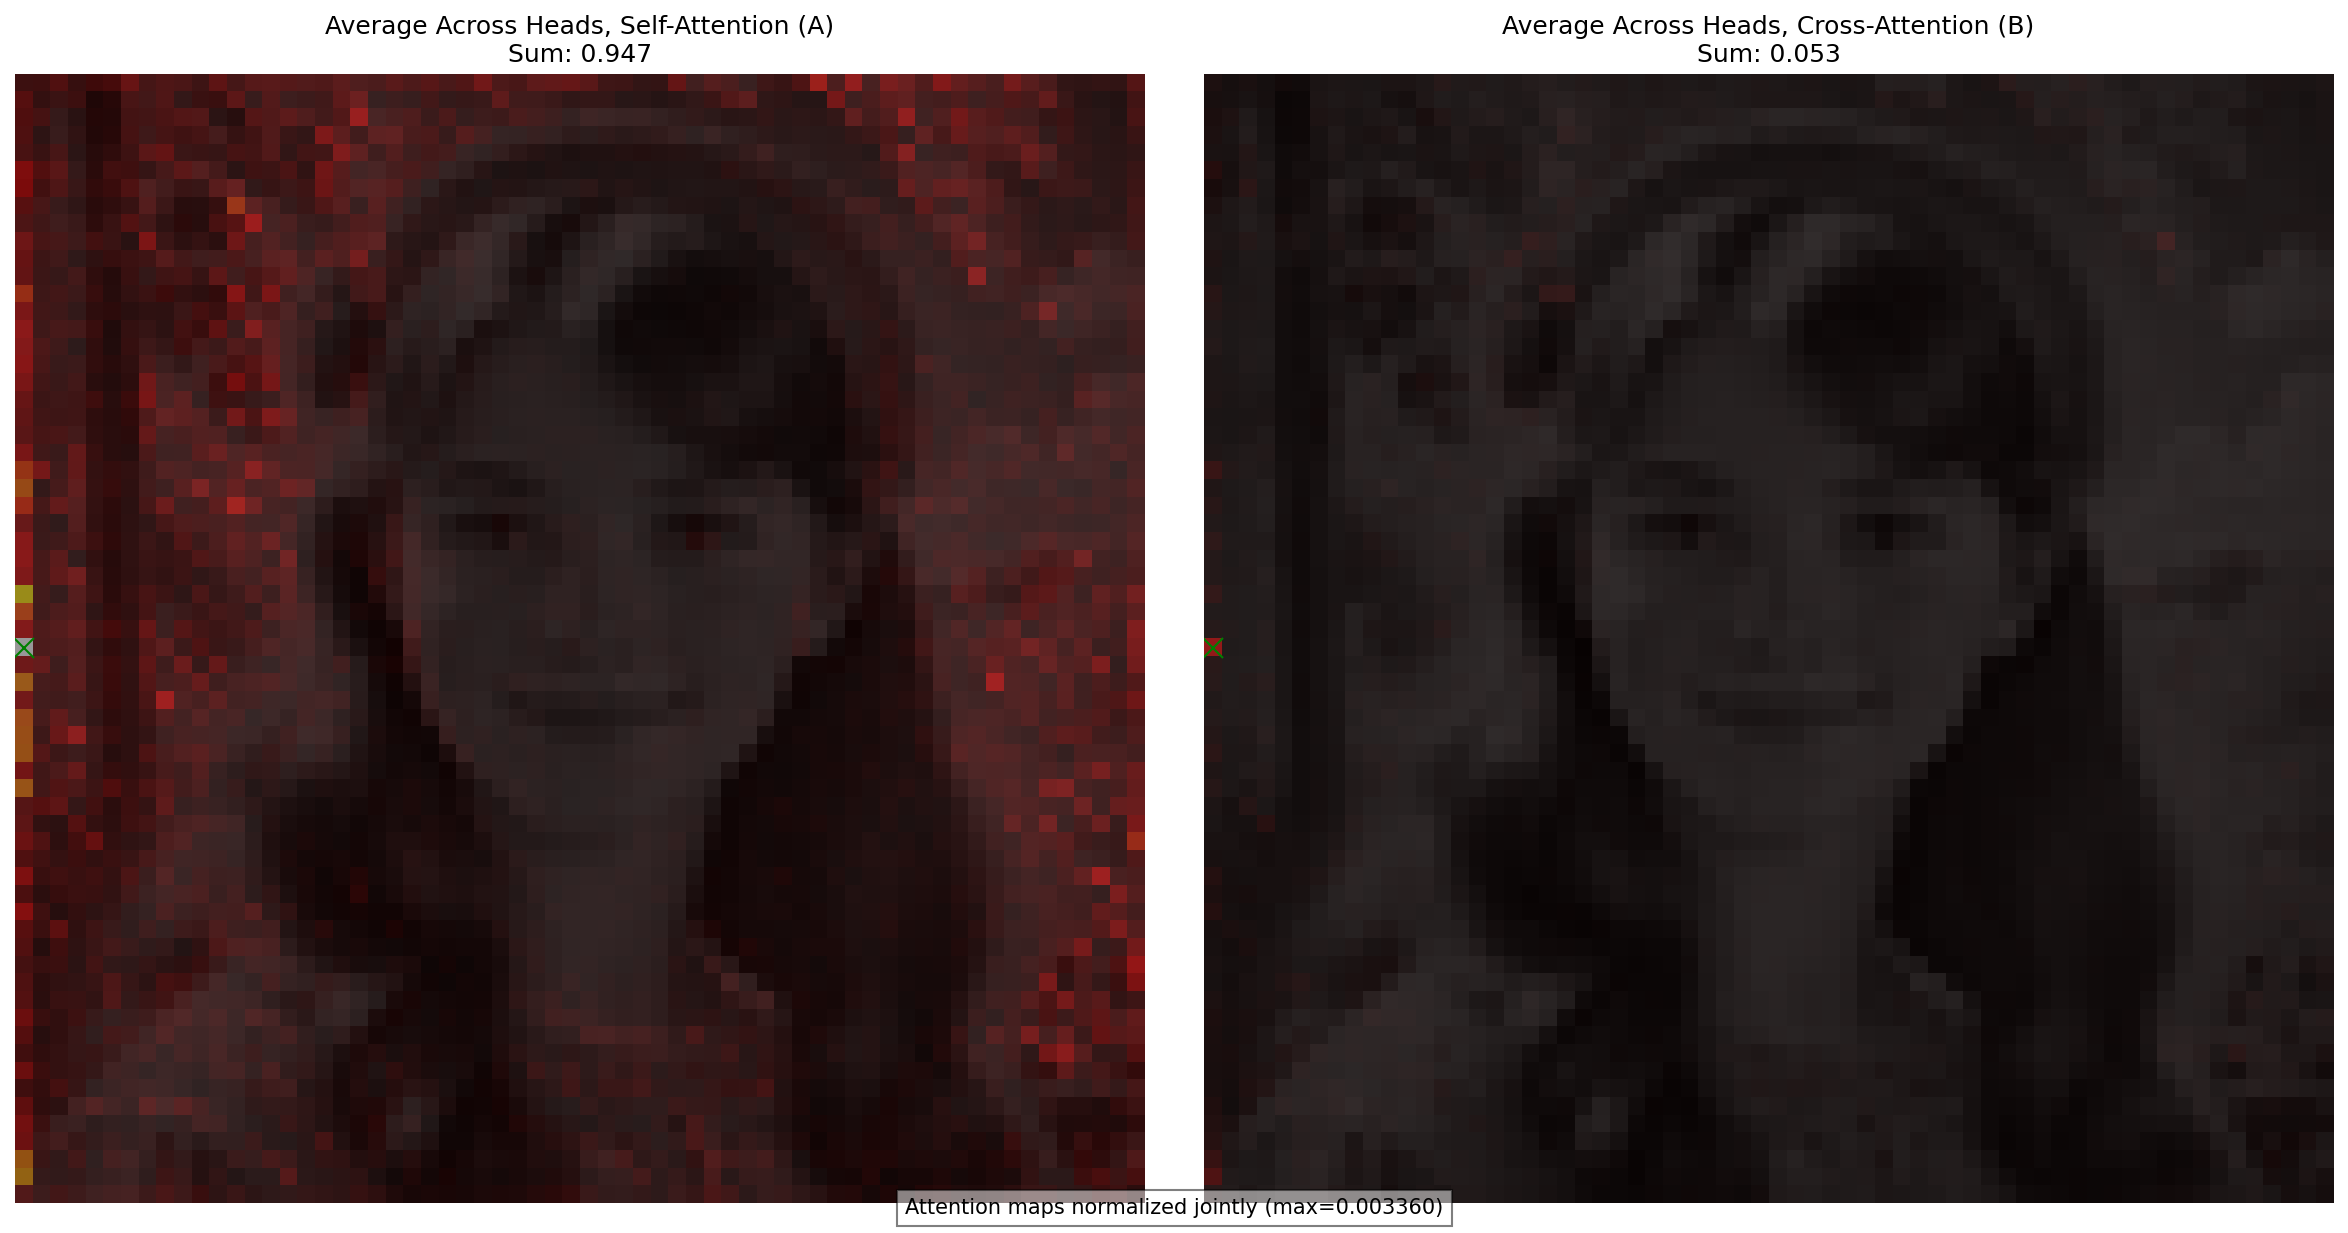 Average Across Heads, Self-Attention (A)
Sum: 0.947
Average Across Heads, Cross-Attention (B)
Sum: 0.053
Attention maps normalized jointly (max=0.003360)